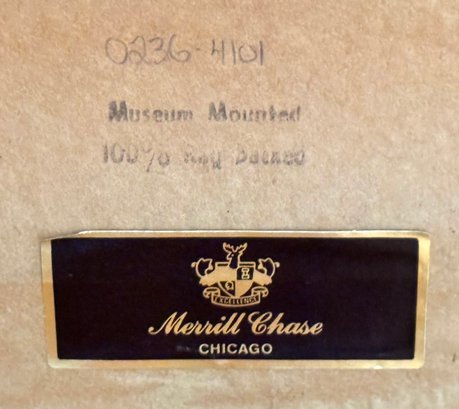 0236-4101
Museum Mounted
100% Rag Backed
EXCELLENCE
Merrill Chase
CHICAGO